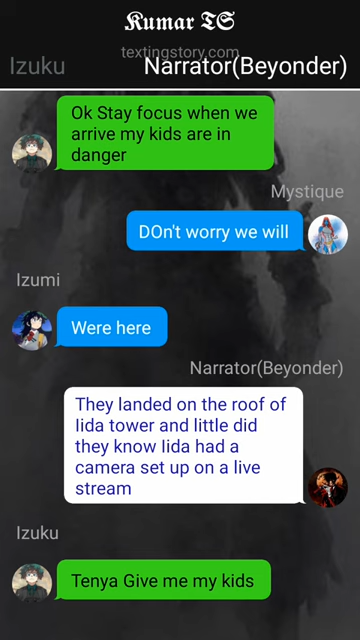 Kumar TS
textingstory.com
Izuku Narrator(Beyonder)
Ok Stay focus when we
arrive my kids are in
danger
Mystique
DOn't worry we will
Izumi
Were here
Narrator(Beyonder)
They landed on the roof of
Iida tower and little did
they know Iida had a
camera set up on a live
stream
Izuku
Tenya Give me my kids